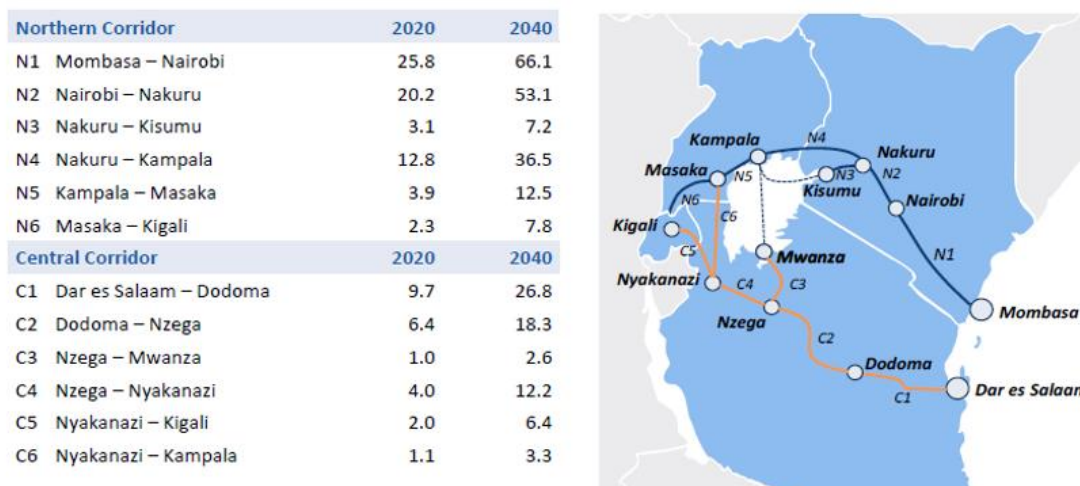 Northern Corridor 2020 2040
N1 Mombasa – Nairobi 25.8 66.1
N2 Nairobi – Nakuru 20.2 53.1
N3 Nakuru – Kisumu 3.1 7.2
N4 Nakuru – Kampala 12.8 36.5
N5 Kampala – Masaka 3.9 12.5
N6 Masaka – Kigali 2.3 7.8
Central Corridor 2020 2040
C1 Dar es Salaam – Dodoma 9.7 26.8
C2 Dodoma – Nzega 6.4 18.3
C3 Nzega – Mwanza 1.0 2.6
C4 Nzega – Nyakanazi 4.0 12.2
C5 Nyakanazi – Kigali 2.0 6.4
C6 Nyakanazi – Kampala 1.1 3.3
Kampala
N4
Nakuru
Masaka
N5
N3
N2
Kisumu
N6
Nairobi
Kigali
C6
C5
Mwanza
N1
Nyakanazi
C4
C3
Nzega
Mombasa
C2
Dodoma
Dar es Salaam
C1